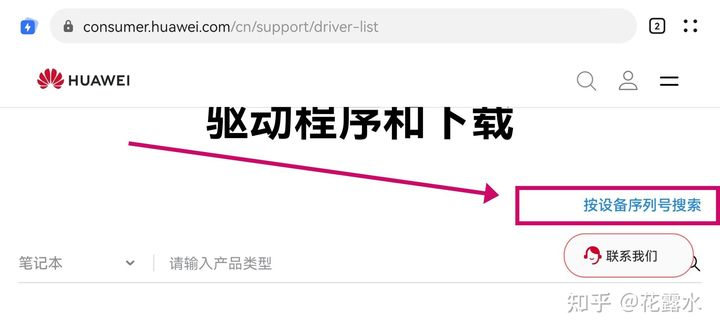 consumer.huawei.com/cn/support/driver-list
2
HUAWEI
驱动程序和下载
按设备序列号搜索
笔记本
请输入产品类型
联系我们
知乎 @花露水